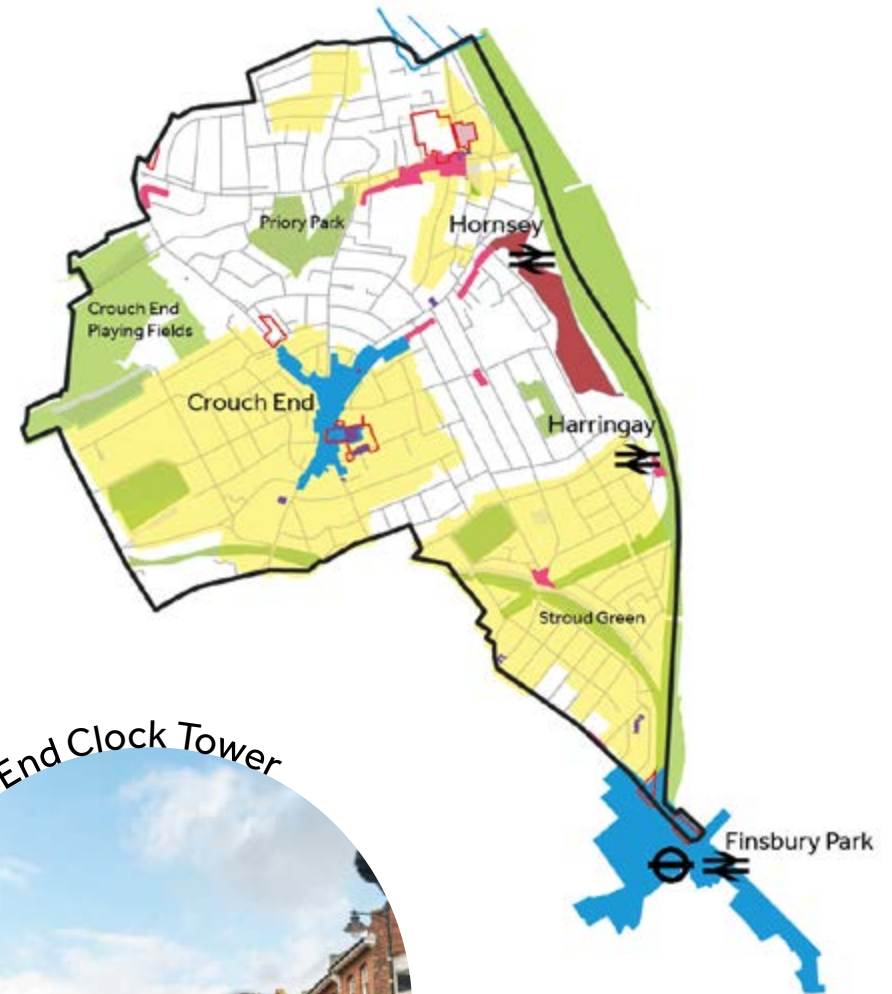 Hornsey
Priory Park
Crouch End
Playing Fields
Crouch End
Harringay
Stroud Green
End Clock Tower
Finsbury Park